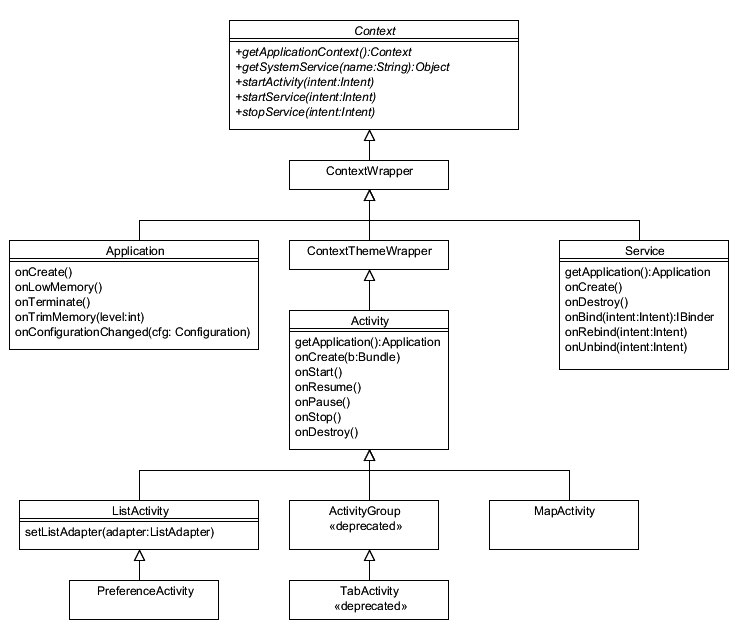 Context
+getApplicationContext():Context
+getSystemService(name:String):Object
+startActivity(intent:Intent)
+startService(intent:Intent)
+stopService(intent:Intent)
ContextWrapper
Application
onCreate()
onLowMemory()
onTerminate()
onTrimMemory(level:int)
onConfigurationChanged(cfg: Configuration)
ContextThemeWrapper
Service
getApplication():Application
onCreate()
onDestroy()
onBind(intent:Intent):IBinder
onRebind(intent:Intent)
onUnbind(intent:Intent)
Activity
getApplication():Application
onCreate(b:Bundle)
onStart()
onResume()
onPause()
onStop()
onDestroy()
ListActivity
setListAdapter(adapter:ListAdapter)
ActivityGroup
«deprecated»
MapActivity
PreferenceActivity
TabActivity
«deprecated»